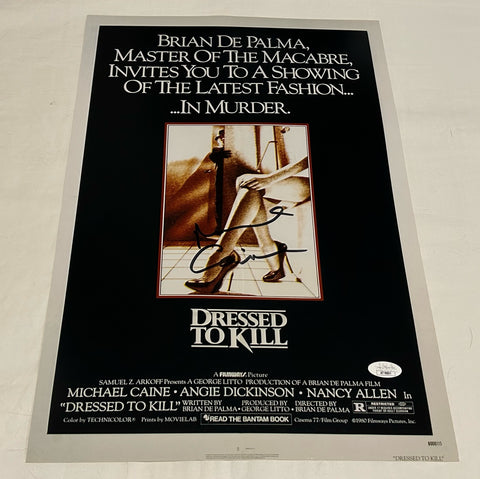 BRIAN DE PALMA,
MASTER OF THE MACABRE,
INVITES YOU TO A SHOWING
OF THE LATEST FASHION...
...IN MURDER.
Caine
DRESSED
TO KILL
A FILMWAYS Picture
SAMUEL Z. ARKOFF Presents A GEORGE LITTO PRODUCTION OF A BRIAN DE PALMA FILM
MICHAEL CAINE • ANGIE DICKINSON • NANCY ALLEN In
"DRESSED TO KILL" WRITTEN BY BRIAN DE PALMA • PRODUCED BY GEORGE LITTO • DIRECTED BY BRIAN DE PALMA
R RESTRICTED
Color by TECHNICOLOR® Prints by MOVIELAB READ THE BANTAM BOOK Cinema 77/Film Group ©1980 Filmways Pictures, Inc.
"DRESSED TO KILL"